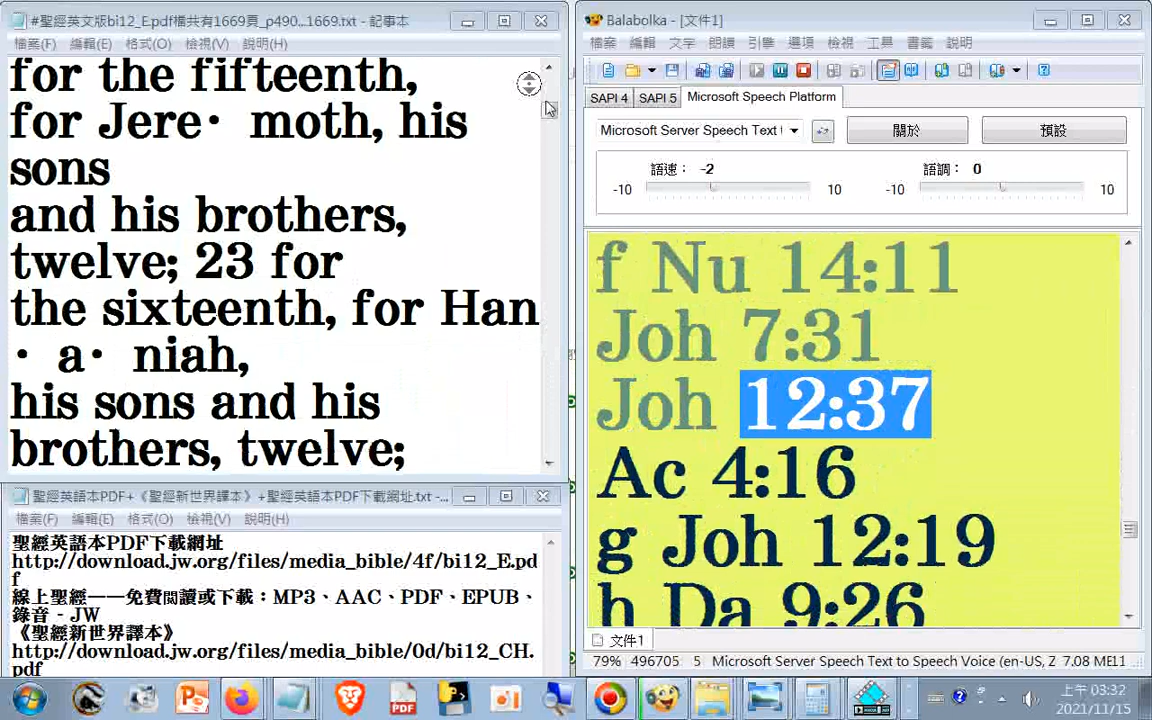 #聖經英文版bi12_E.pdf檔共有1669頁_p490...1669.txt - 記事本
檔案(F) 編輯(E) 格式(O) 檢視(V) 說明(H)
for the fifteenth,
for Jere· moth, his
sons
and his brothers,
twelve; 23 for
the sixteenth, for Han
· a· niah,
his sons and his
brothers, twelve;
聖經英語本PDF+《聖經新世界譯本》+聖經英語本PDF下載網址.txt -...
檔案(F) 編輯(E) 格式(O) 檢視(V) 說明(H)
聖經英語本PDF下載網址
http://download.jw.org/files/media_bible/4f/bi12_E.pd
f
線上聖經——免費閱讀或下載：MP3、AAC、PDF、EPUB、
錄音 - JW
《聖經新世界譯本》
http://download.jw.org/files/media_bible/0d/bi12_CH.
pdf
Balabolka - [文件1]
檔案 編輯 文字 朗讀 引擎 選項 檢視 工具 書籤 說明
SAPI 4 SAPI 5 Microsoft Speech Platform
Microsoft Server Speech Text 關於 預設
語速： -2 語調： 0
-10 10 -10 10
f Nu 14:11
Joh 7:31
Joh 12:37
Ac 4:16
g Joh 12:19
h Da 9:26
文件1
79% 496705 5 Microsoft Server Speech Text to Speech Voice (en-US, Z 7.08 ME11
PDF
上午 03:32
2021/11/15